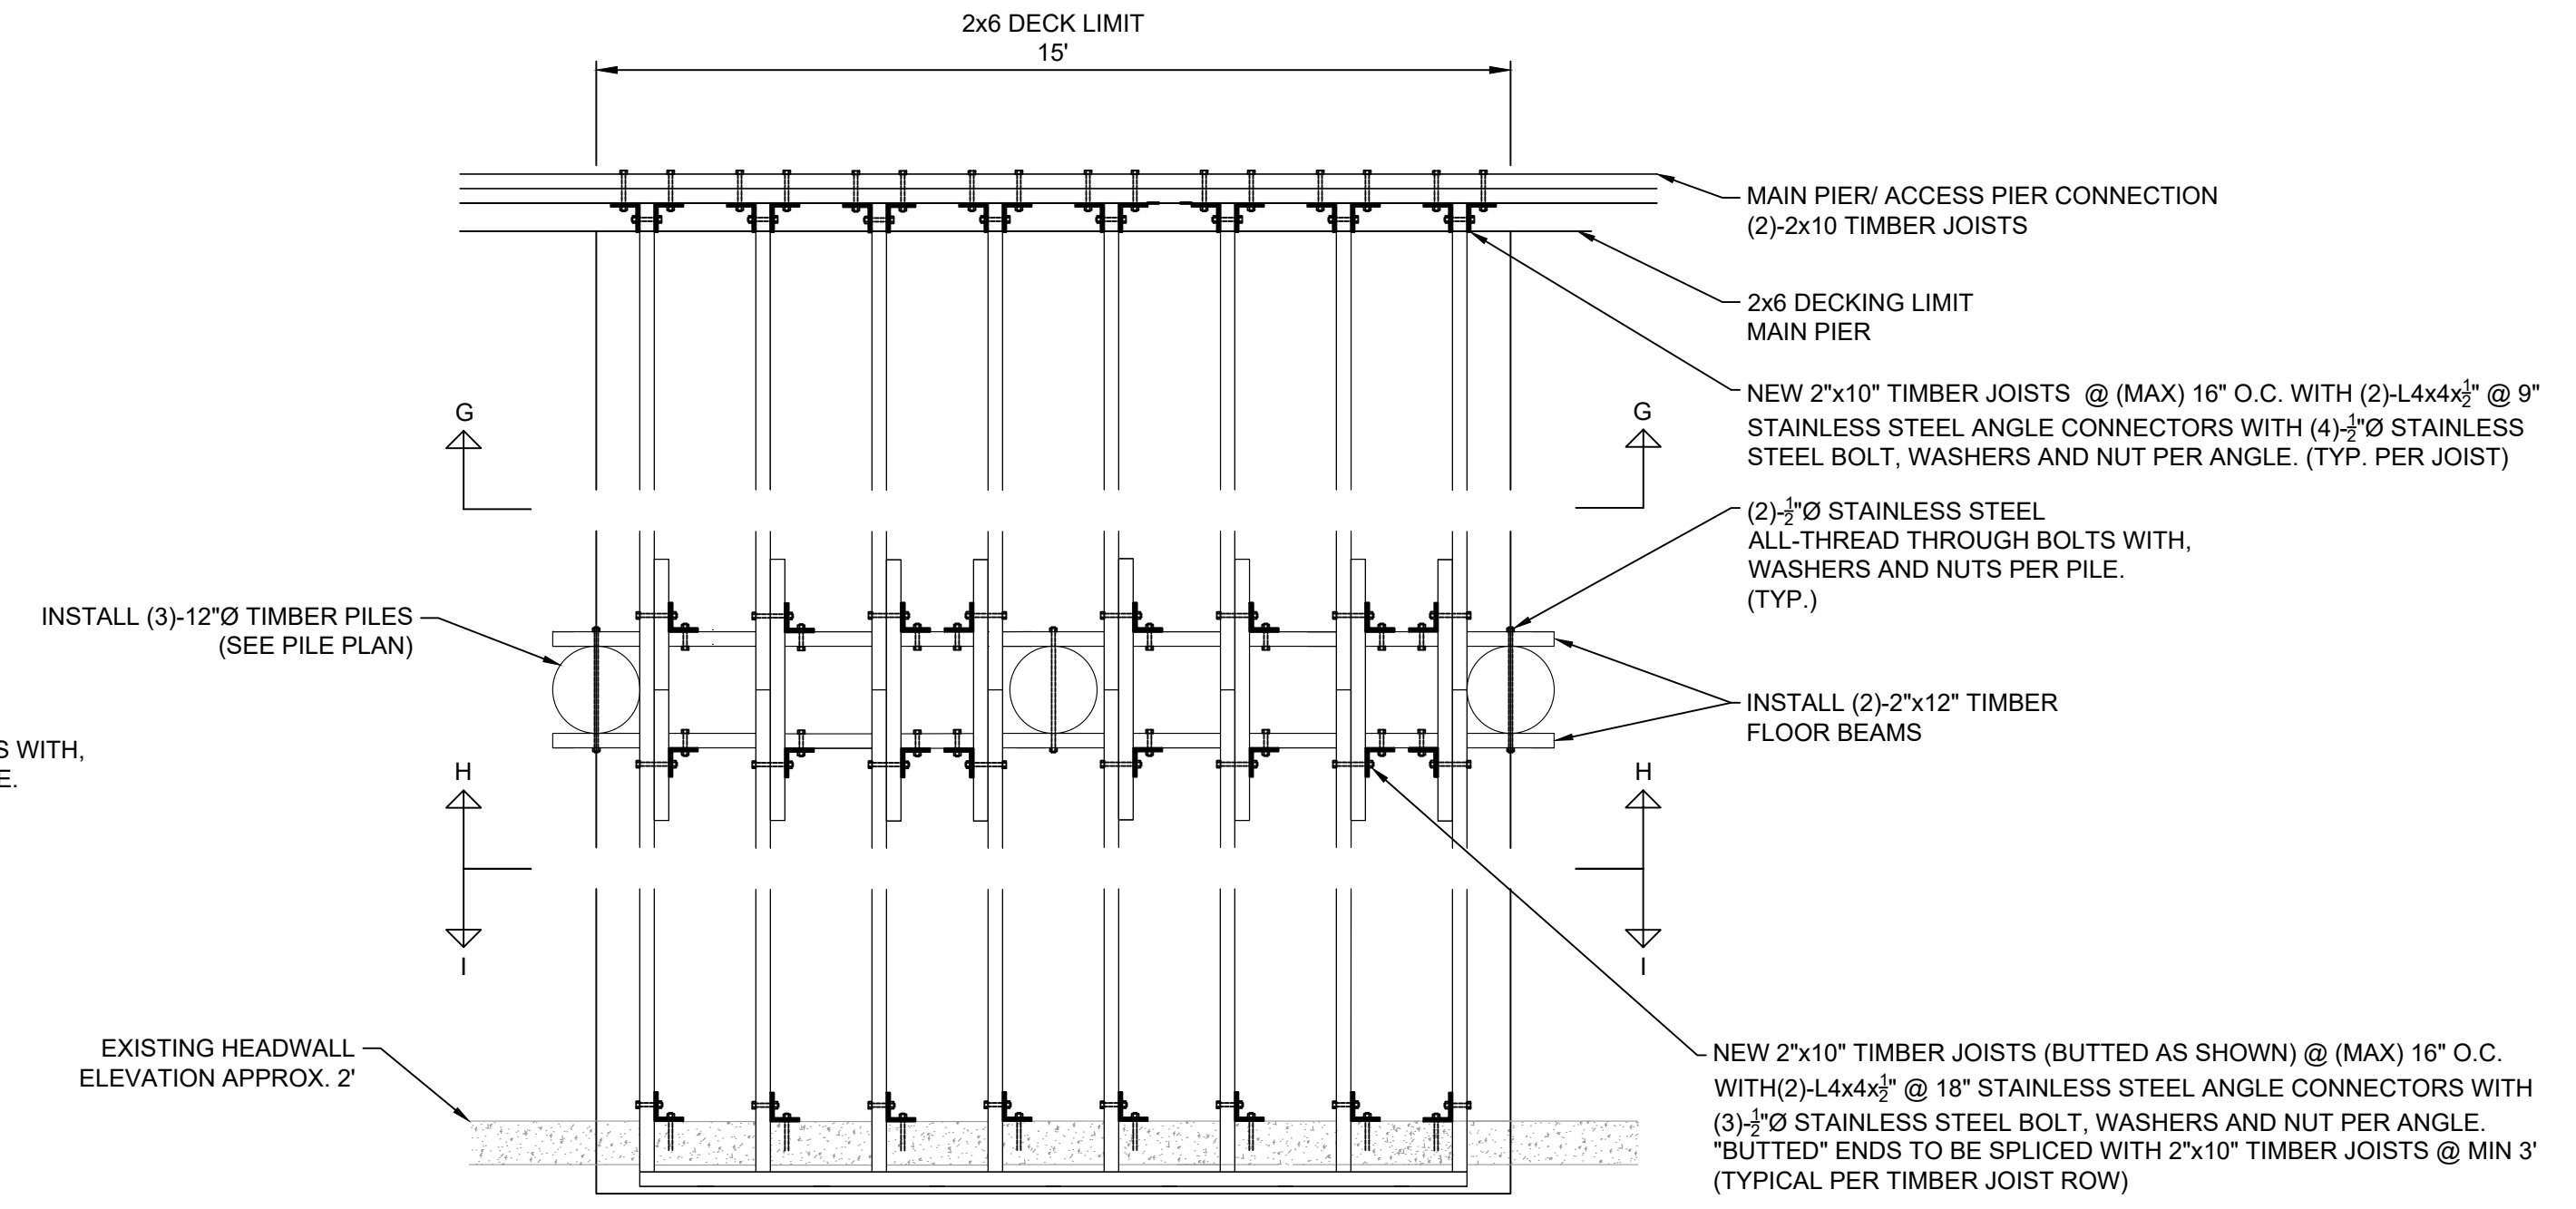 2x6 DECK LIMIT
15'
MAIN PIER/ ACCESS PIER CONNECTION
(2)-2x10 TIMBER JOISTS
2x6 DECKING LIMIT
MAIN PIER
NEW 2"x10" TIMBER JOISTS @ (MAX) 16" O.C. WITH (2)-L4x4x½" @ 9"
STAINLESS STEEL ANGLE CONNECTORS WITH (4)-½"Ø STAINLESS
STEEL BOLT, WASHERS AND NUT PER ANGLE. (TYP. PER JOIST)
G
G
(2)-½"Ø STAINLESS STEEL
ALL-THREAD THROUGH BOLTS WITH,
WASHERS AND NUTS PER PILE.
(TYP.)
INSTALL (3)-12"Ø TIMBER PILES
(SEE PILE PLAN)
INSTALL (2)-2"x12" TIMBER
FLOOR BEAMS
S WITH,
E.
H
H
I
I
EXISTING HEADWALL
ELEVATION APPROX. 2'
NEW 2"x10" TIMBER JOISTS (BUTTED AS SHOWN) @ (MAX) 16" O.C.
WITH(2)-L4x4x½" @ 18" STAINLESS STEEL ANGLE CONNECTORS WITH
(3)-½"Ø STAINLESS STEEL BOLT, WASHERS AND NUT PER ANGLE.
"BUTTED" ENDS TO BE SPLICED WITH 2"x10" TIMBER JOISTS @ MIN 3'
(TYPICAL PER TIMBER JOIST ROW)